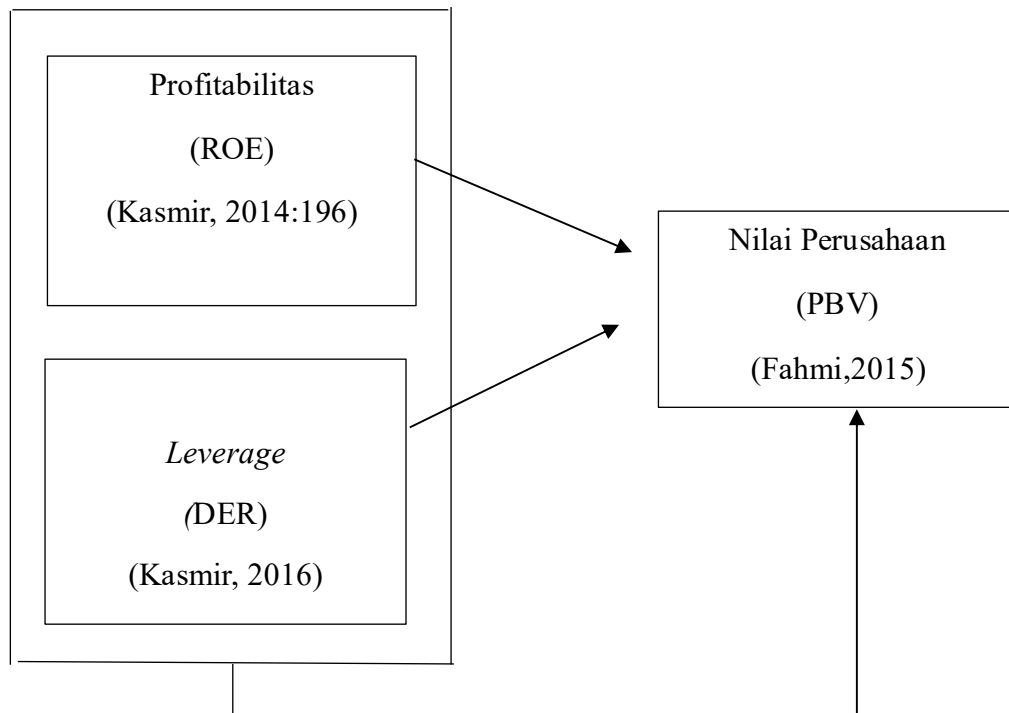 Profitabilitas
(ROE)
(Kasmir, 2014:196)
Nilai Perusahaan
(PBV)
(Fahmi,2015)
Leverage
(DER)
(Kasmir, 2016)